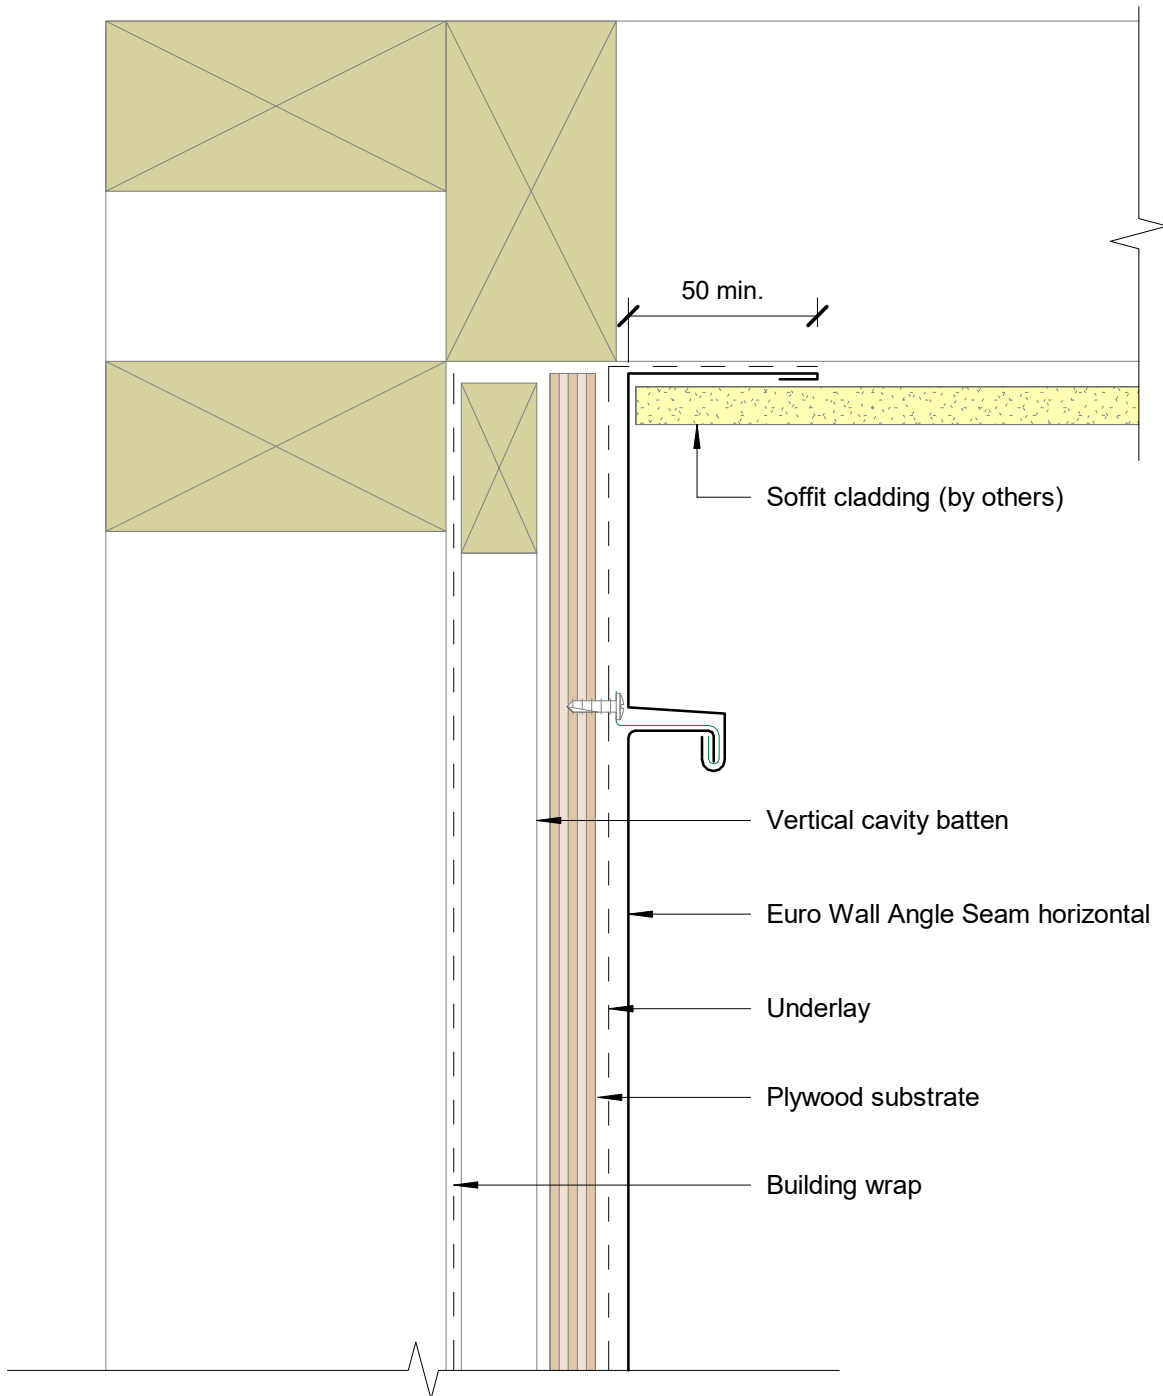 50 min.
Soffit cladding (by others)
Vertical cavity batten
Euro Wall Angle Seam horizontal
Underlay
Plywood substrate
Building wrap